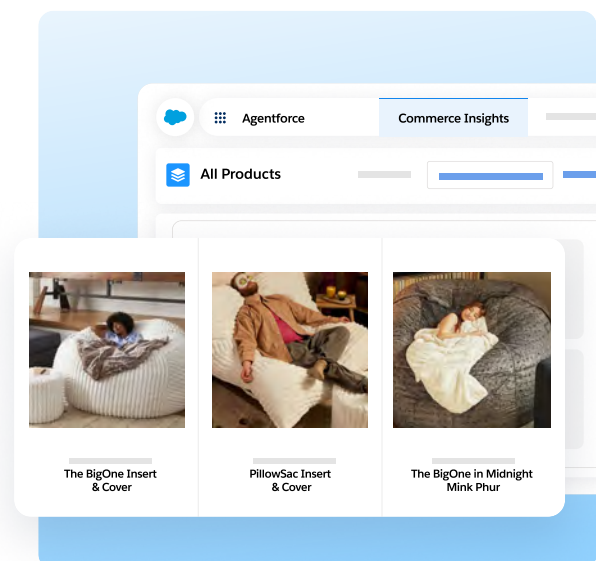 Agentforce
Commerce Insights
All Products
The BigOne Insert
& Cover
PillowSac Insert
& Cover
The BigOne in Midnight
Mink Phur